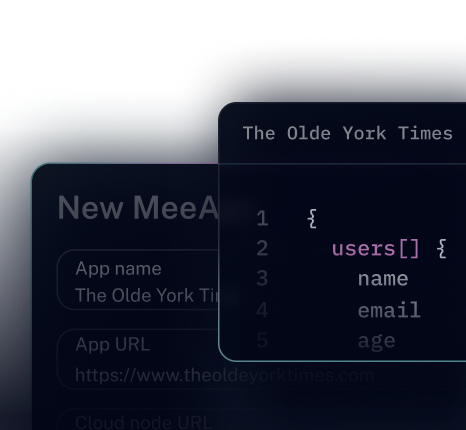 The Olde York Times
1 {
2 users[] {
3 name
4 email
5 age
New MeeA
App name
The Olde York Ti
App URL
https://www.theoldeyorktimes.com
Cloud node URL